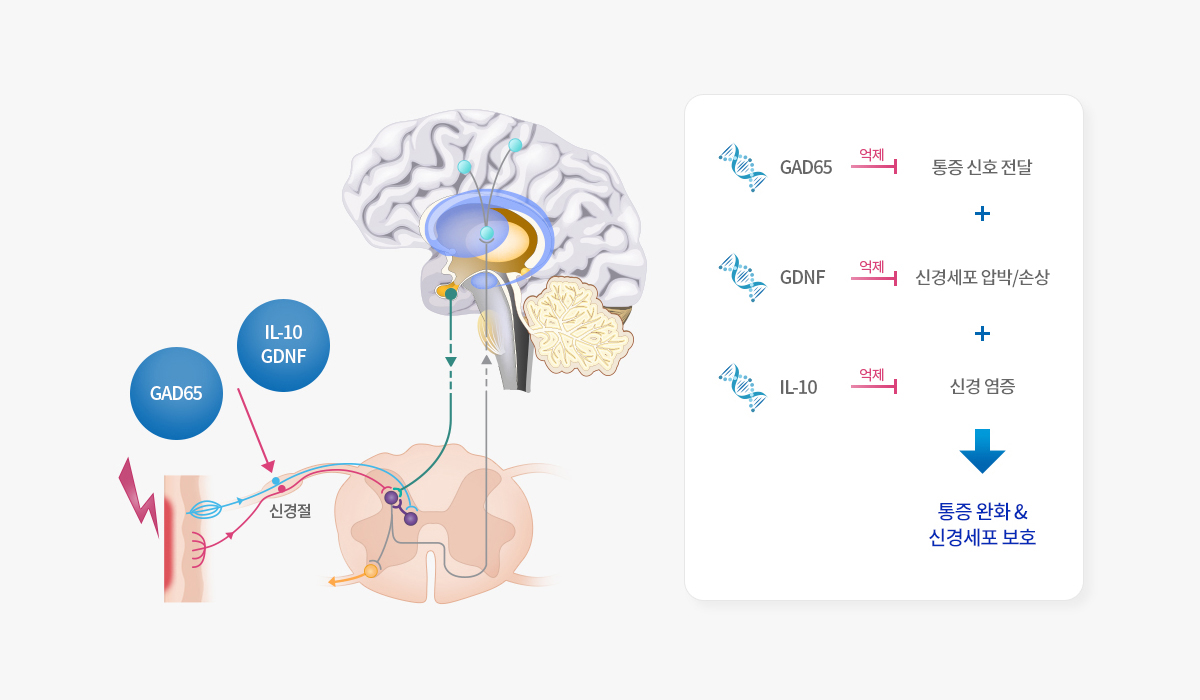 IL-10
GDNF
GAD65
신경절
GAD65
억제
통증 신호 전달
+
GDNF
억제
신경세포 압박/손상
+
IL-10
억제
신경 염증
통증 완화 &
신경세포 보호